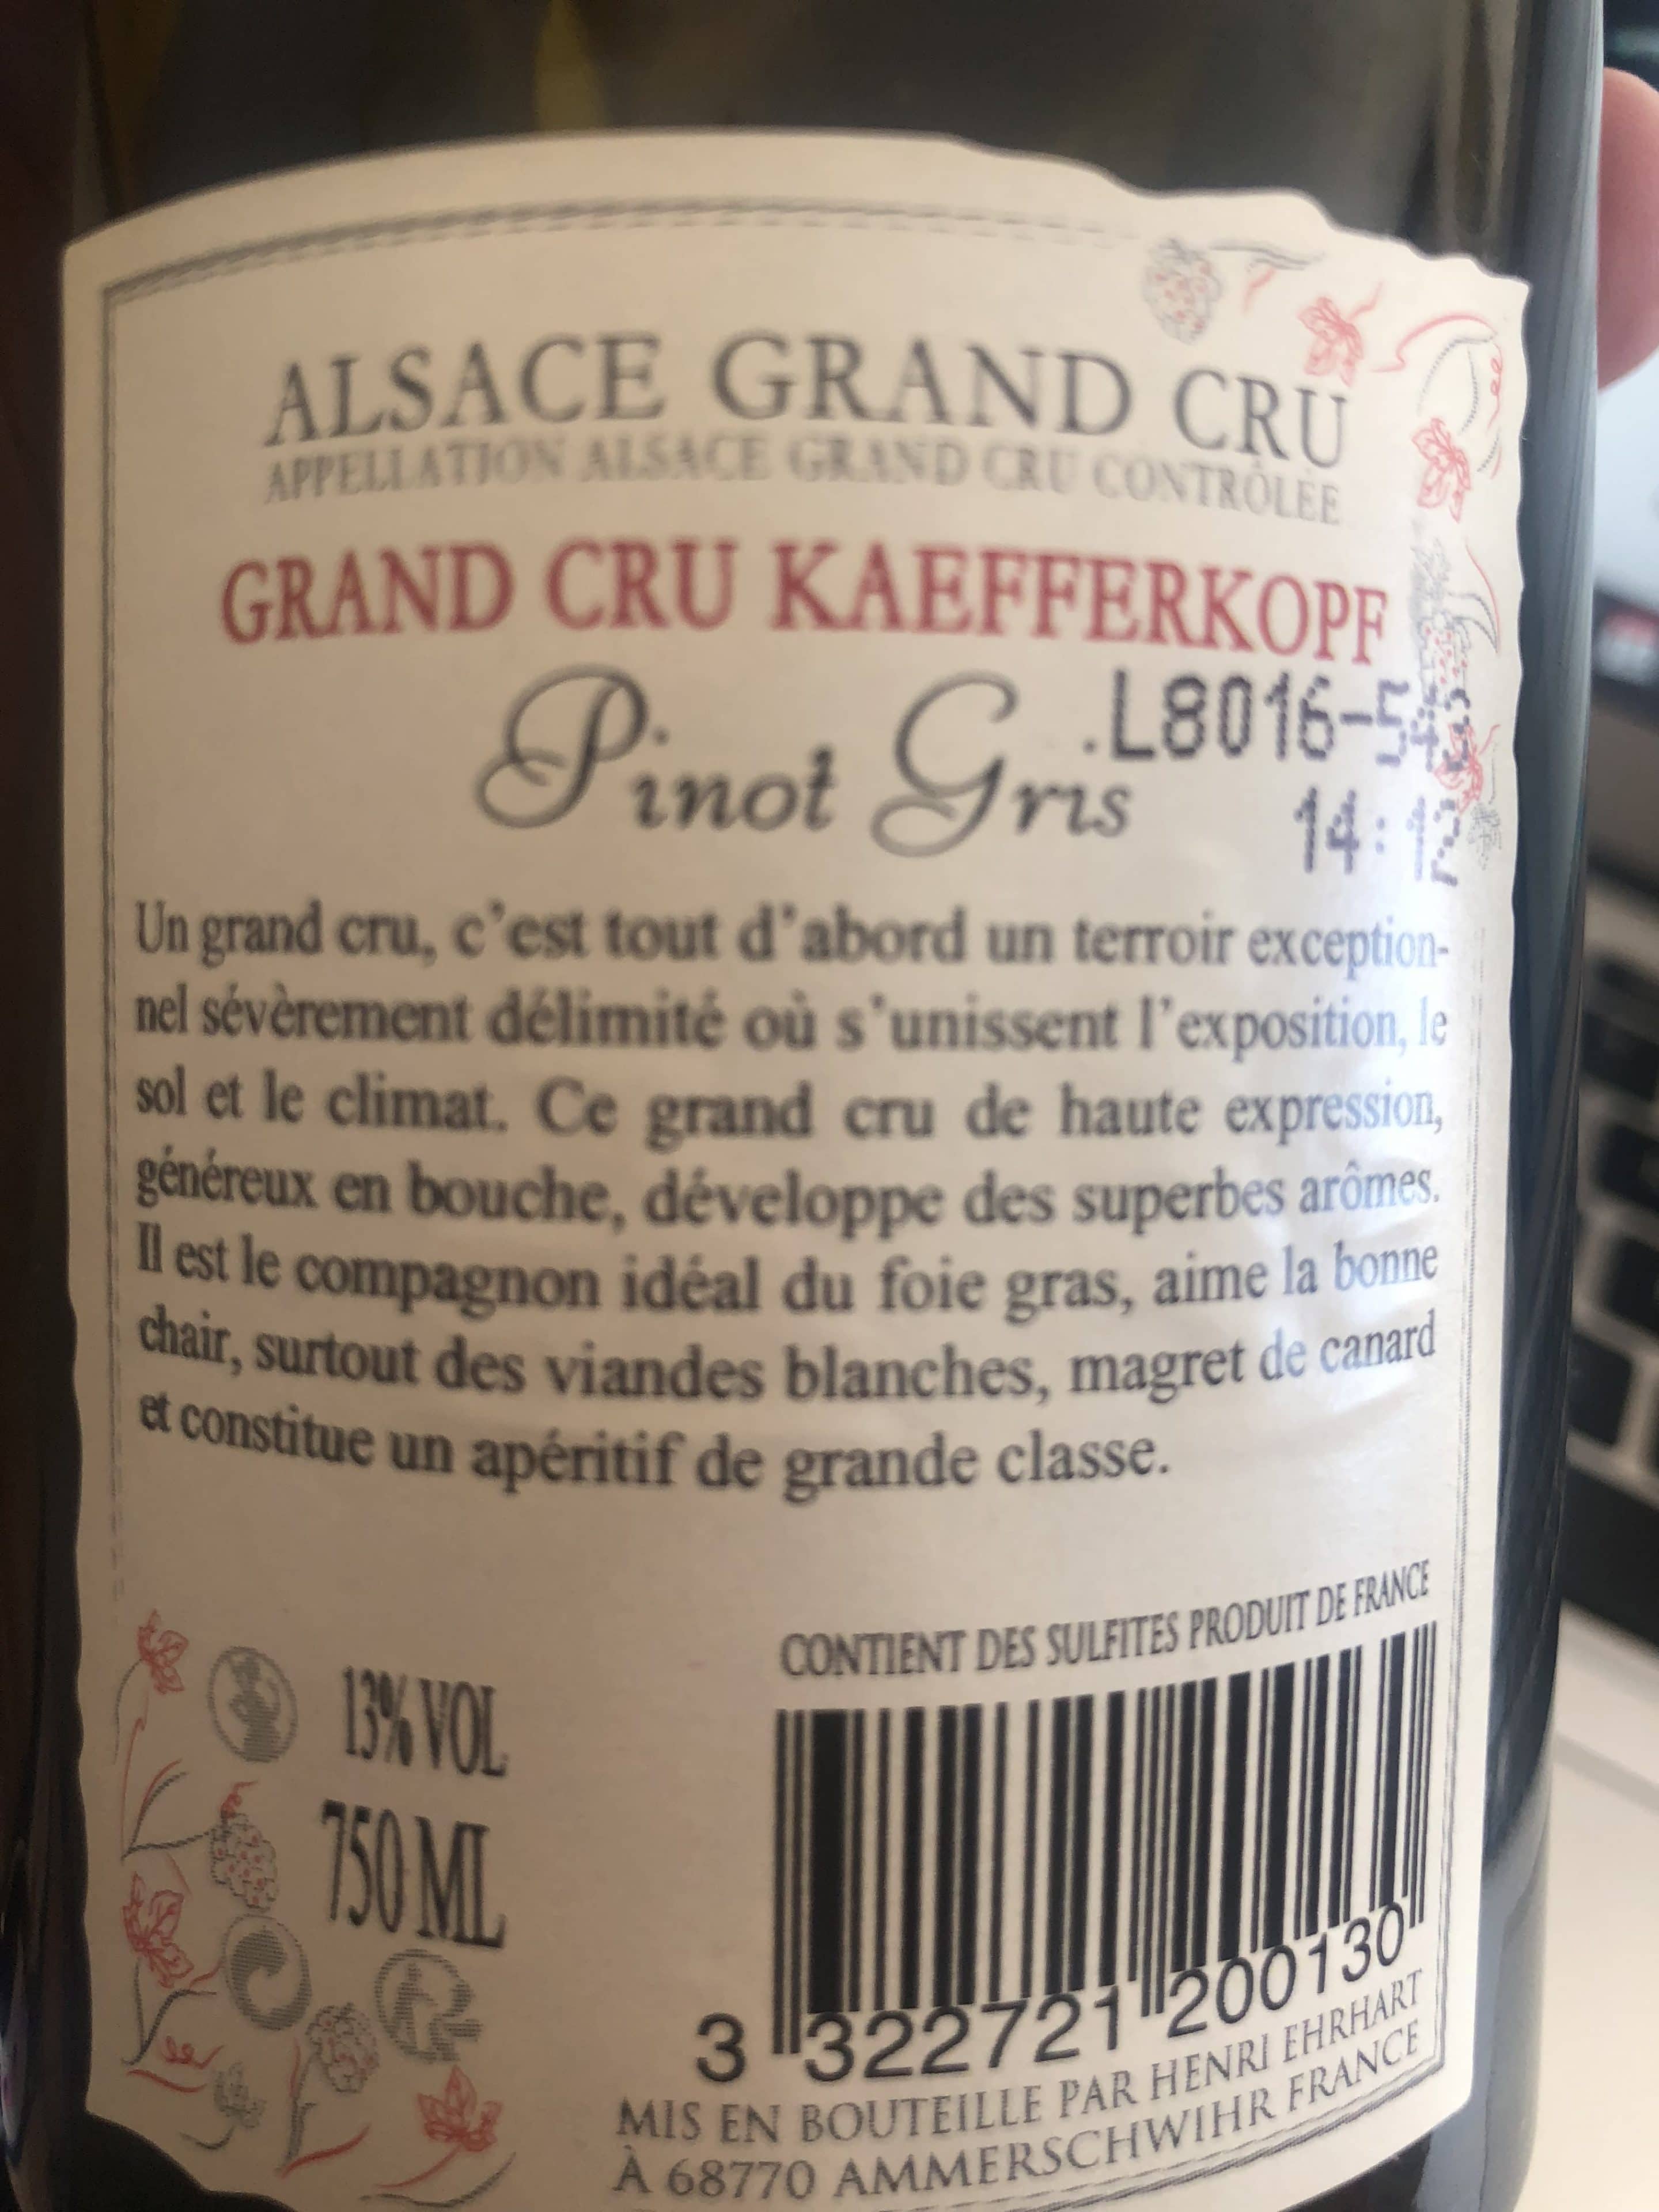 ALSACE GRAND CRU
APPELLATION ALSACE GRAND CRU CONTRÔLÉE
GRAND CRU KAEFFERKOPF
Pinot Gris
L8016-54
14:12
Un grand cru, c'est tout d'abord un terroir exception-
nel sévèrement délimité où s'unissent l'exposition, le
sol et le climat. Ce grand cru de haute expression,
généreux en bouche, développe des superbes arômes.
Il est le compagnon idéal du foie gras, aime la bonne
chair, surtout des viandes blanches, magret de canard
et constitue un apéritif de grande classe.
CONTIENT DES SULFITES PRODUIT DE FRANCE
13% VOL
750 ML
3 322721 200130
MIS EN BOUTEILLE PAR HENRI EHRHART
À 68770 AMMERSCHWIHR FRANCE